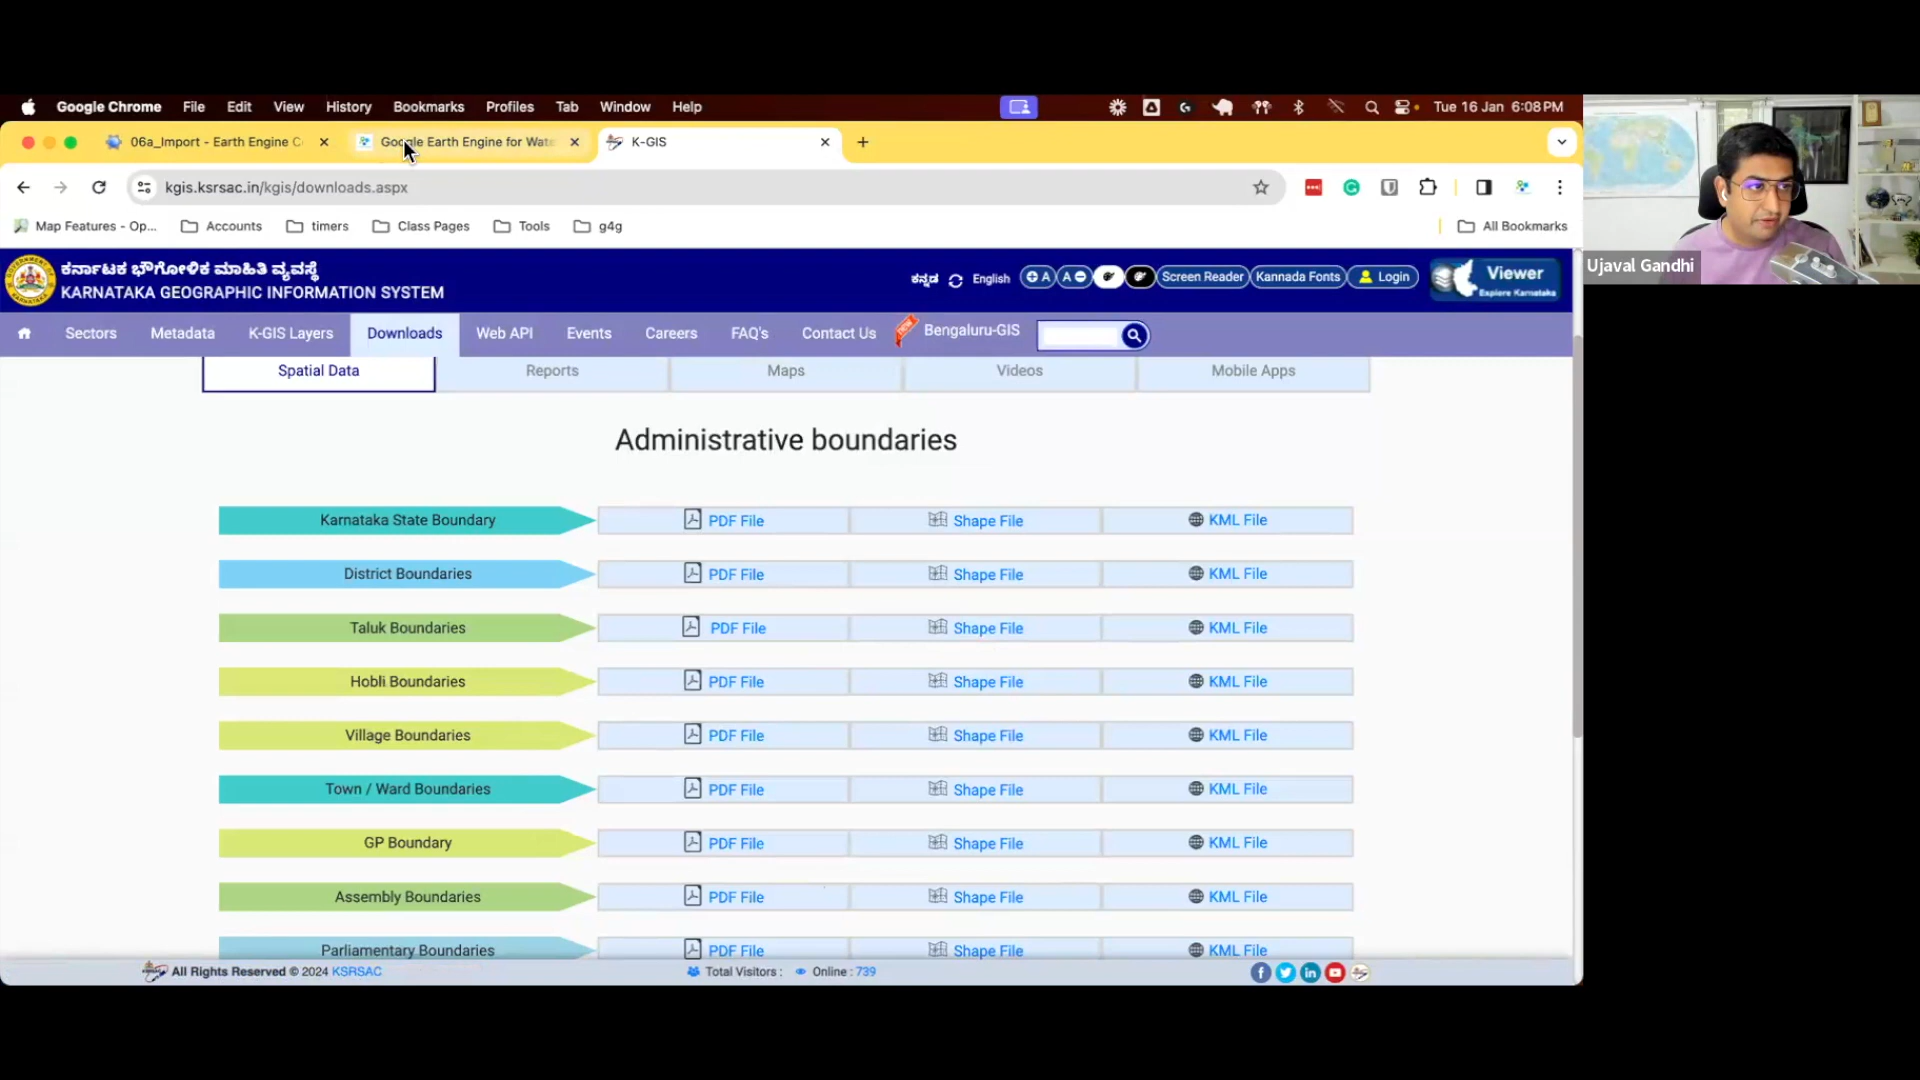 Google Chrome File Edit View History Bookmarks Profiles Tab Window Help Tue 16 Jan 6:08 PM
06a_Import - Earth Engine C Google Earth Engine for Wate K-GIS
kgis.ksrsac.in/kgis/downloads.aspx
Map Features - Op... Accounts timers Class Pages Tools g4g All Bookmarks
Ujaval Gandhi
ಕರ್ನಾಟಕ ಭೌಗೋಳಿಕ ಮಾಹಿತಿ ವ್ಯವಸ್ಥೆ
KARNATAKA GEOGRAPHIC INFORMATION SYSTEM
ಕನ್ನಡ English A A Screen Reader Kannada Fonts Login
Viewer
Explore Karnataka
Sectors Metadata K-GIS Layers Downloads Web API Events Careers FAQ's Contact Us Bengaluru-GIS
Spatial Data Reports Maps Videos Mobile Apps
Administrative boundaries
Karnataka State Boundary PDF File Shape File KML File
District Boundaries PDF File Shape File KML File
Taluk Boundaries PDF File Shape File KML File
Hobli Boundaries PDF File Shape File KML File
Village Boundaries PDF File Shape File KML File
Town / Ward Boundaries PDF File Shape File KML File
GP Boundary PDF File Shape File KML File
Assembly Boundaries PDF File Shape File KML File
Parliamentary Boundaries PDF File Shape File KML File
All Rights Reserved © 2024 KSRSAC Total Visitors : Online : 739